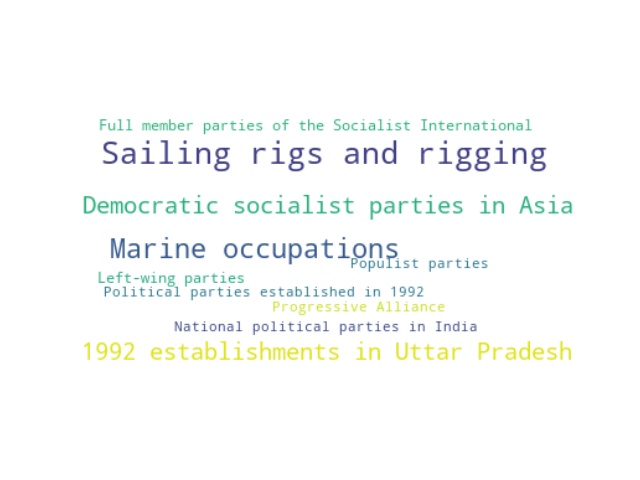 Full member parties of the Socialist International
Sailing rigs and rigging
Democratic socialist parties in Asia
Marine occupations
Populist parties
Left-wing parties
Political parties established in 1992
Progressive Alliance
National political parties in India
1992 establishments in Uttar Pradesh